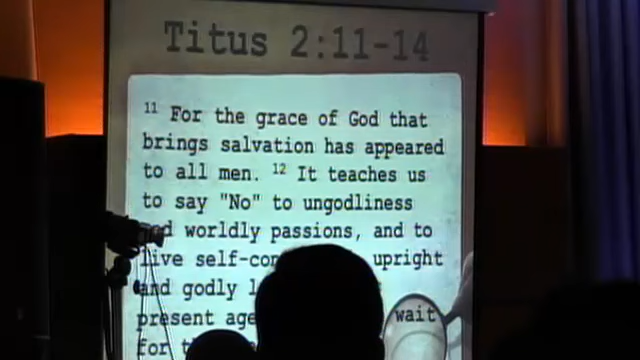 Titus 2:11-14
11 For the grace of God that
brings salvation has appeared
to all men. 12 It teaches us
to say "No" to ungodliness
and worldly passions, and to
live self-con upright
and godly l
present age wait
for